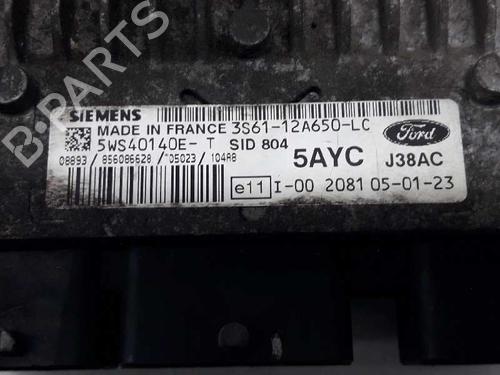 B-PARTS
SIEMENS
MADE IN FRANCE 3S61-12A650-LC
5WS40140E- T SID 804
Ford
08893 / 856086628 / 05023 / 104A8
5AYC J38AC
e11 I-00 2081 05-01-23